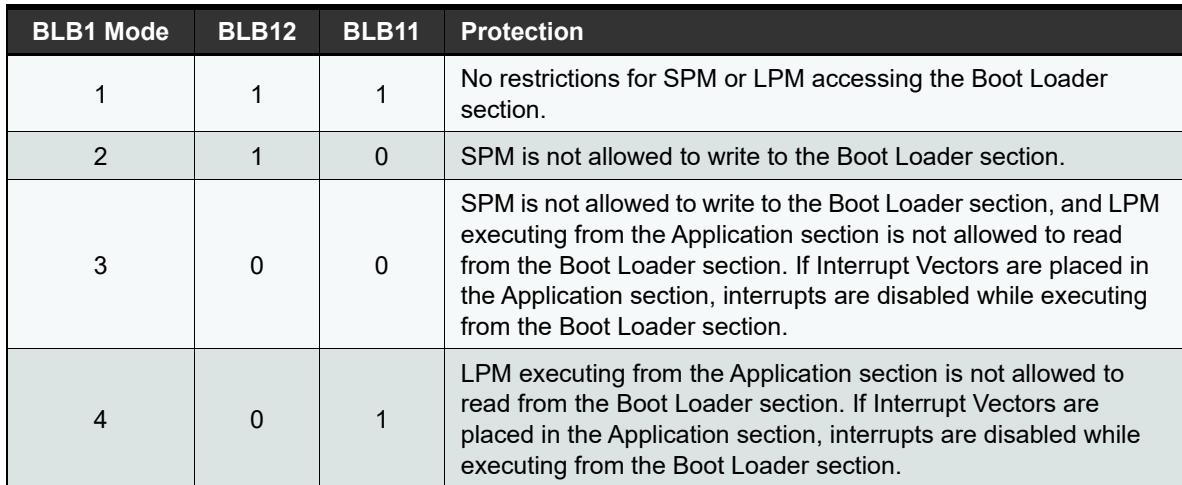 BLB1 Mode BLB12 BLB11 Protection
1 1 1 No restrictions for SPM or LPM accessing the Boot Loader
section.
2 1 0 SPM is not allowed to write to the Boot Loader section.
SPM is not allowed to write to the Boot Loader section, and LPM
executing from the Application section is not allowed to read
3 0 0 from the Boot Loader section. If Interrupt Vectors are placed in
the Application section, interrupts are disabled while executing
from the Boot Loader section.
LPM executing from the Application section is not allowed to
read from the Boot Loader section. If Interrupt Vectors are
4 0 1 placed in the Application section, interrupts are disabled while
executing from the Boot Loader section.